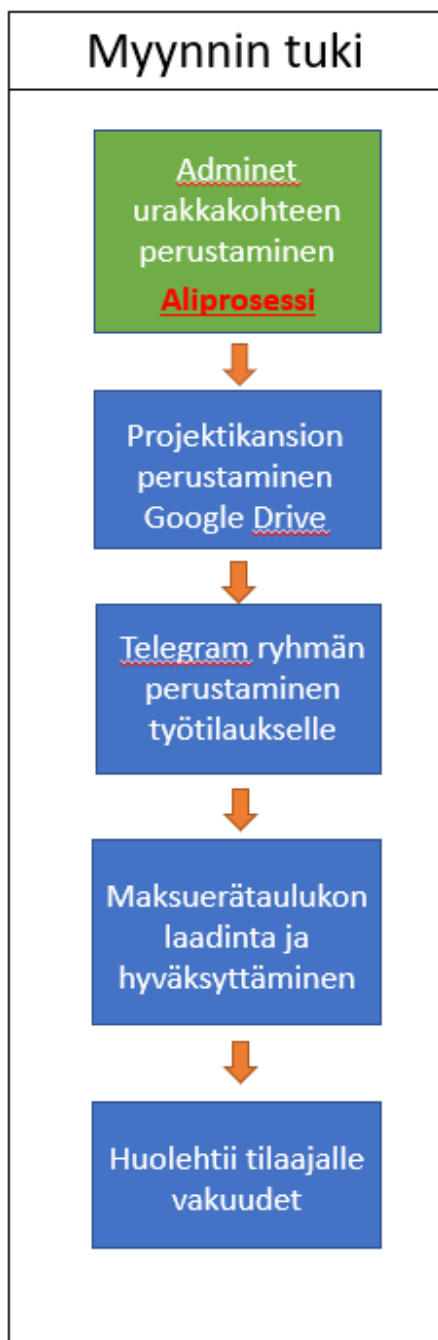 Myynnin tuki
Adminet
urakkakohteen
perustaminen
Aliprosessi
Projektikansion
perustaminen
Google Drive
Telegram ryhmän
perustaminen
työtilaukselle
Maksuerätaulukon
laadinta ja
hyväksyttäminen
Huolehtii tilaajalle
vakuudet